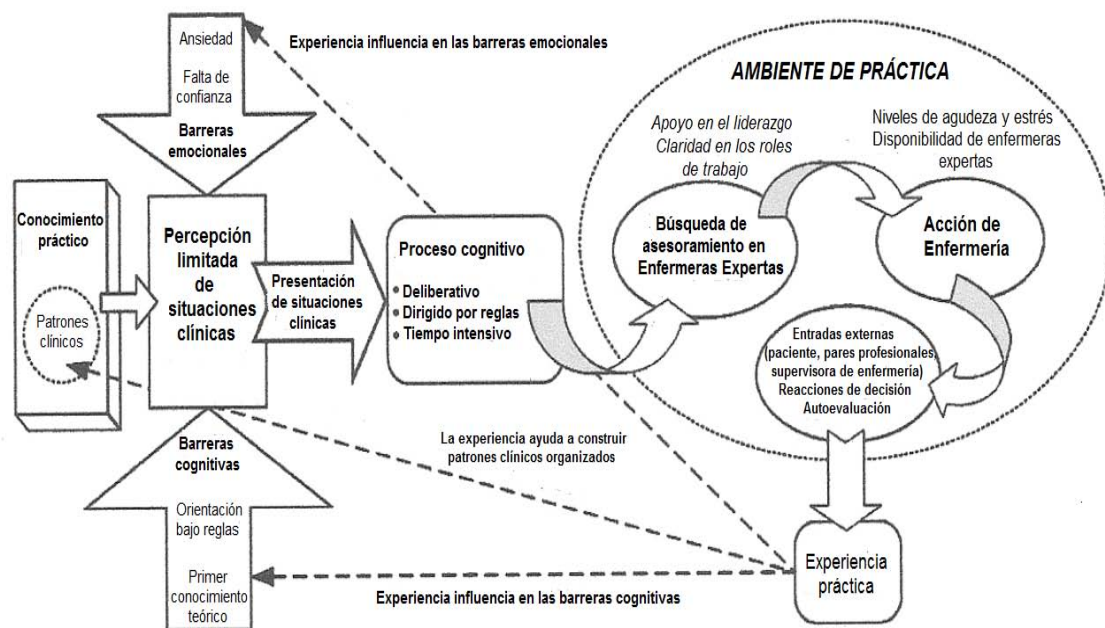 Ansiedad
Falta de
confianza
Barreras
emocionales
Experiencia influencia en las barreras emocionales
AMBIENTE DE PRÁCTICA
Apoyo en el liderazgo
Claridad en los roles
de trabajo
Niveles de agudeza y estrés
Disponibilidad de enfermeras
expertas
Conocimiento
práctico
Patrones
clínicos
Percepción
limitada
de
situaciones
clínicas
Presentación
de situaciones
clínicas
Proceso cognitivo
• Deliberativo
• Dirigido por reglas
• Tiempo intensivo
Búsqueda de
asesoramiento en
Enfermeras Expertas
Acción de
Enfermería
Entradas externas
(paciente, pares profesionales,
supervisora de enfermería)
Reacciones de decisión
Autoevaluación
La experiencia ayuda a construir
patrones clínicos organizados
Barreras
cognitivas
Orientación
bajo reglas
Primer
conocimiento
teórico
Experiencia influencia en las barreras cognitivas
Experiencia
práctica